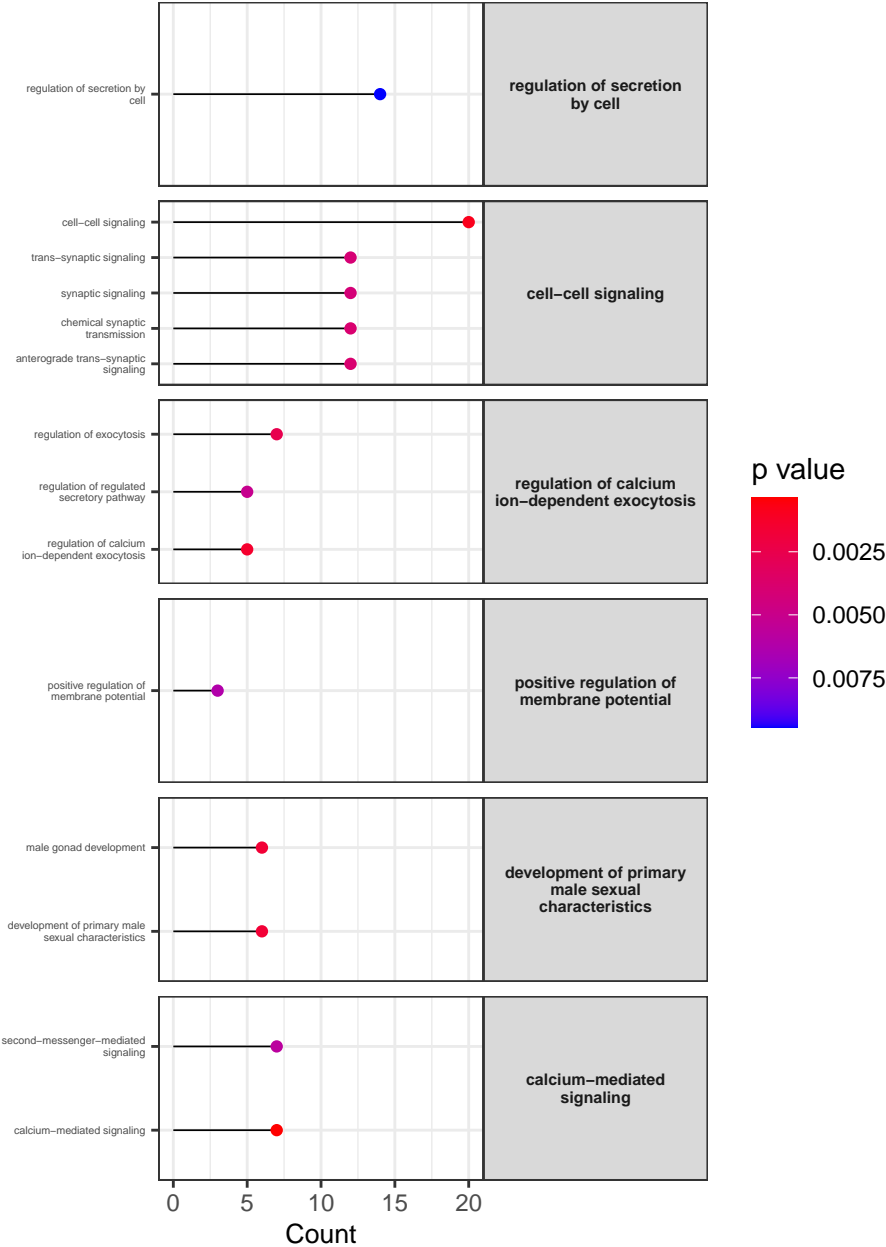 regulation of secretion by
cell
regulation of secretion
by cell
cell−cell signaling
trans−synaptic signaling
synaptic signaling
chemical synaptic
transmission
anterograde trans−synaptic
signaling
cell−cell signaling
regulation of exocytosis
regulation of regulated
secretory pathway
regulation of calcium
ion−dependent exocytosis
regulation of calcium
ion−dependent exocytosis
positive regulation of
membrane potential
positive regulation of
membrane potential
male gonad development
development of primary male
sexual characteristics
development of primary
male sexual
characteristics
second−messenger−mediated
signaling
calcium−mediated signaling
calcium−mediated
signaling
0 5 10 15 20
Count
p value
0.0025
0.0050
0.0075